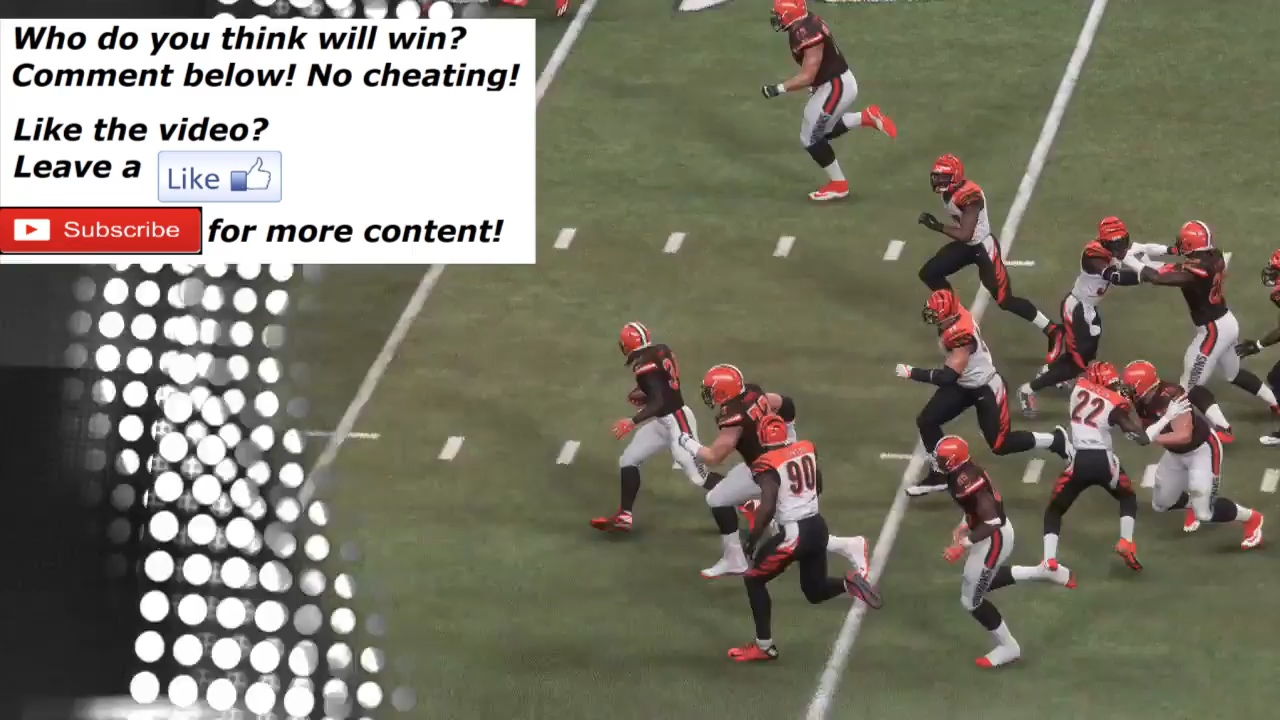 Who do you think will win?
Comment below! No cheating!
Like the video?
Leave a Like
Subscribe for more content!
90
22